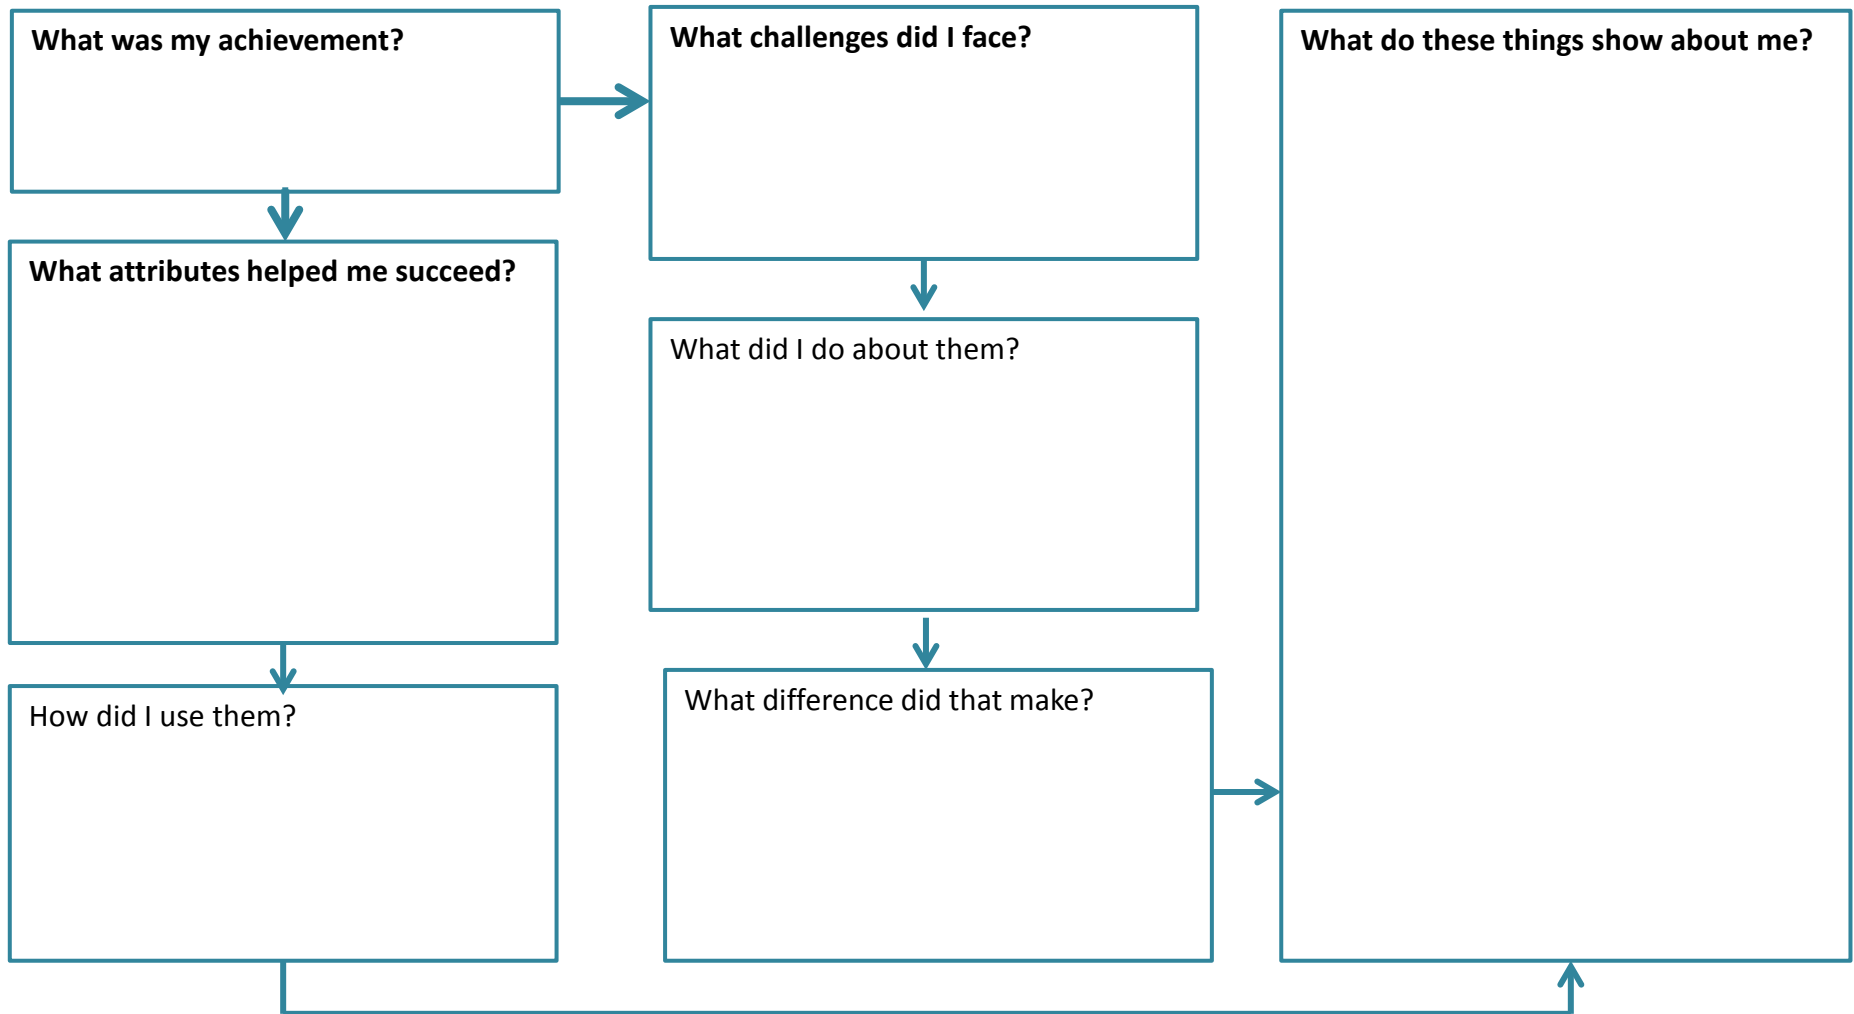 What was my achievement?
What attributes helped me succeed?
How did I use them?
What challenges did I face?
What did I do about them?
What difference did that make?
What do these things show about me?